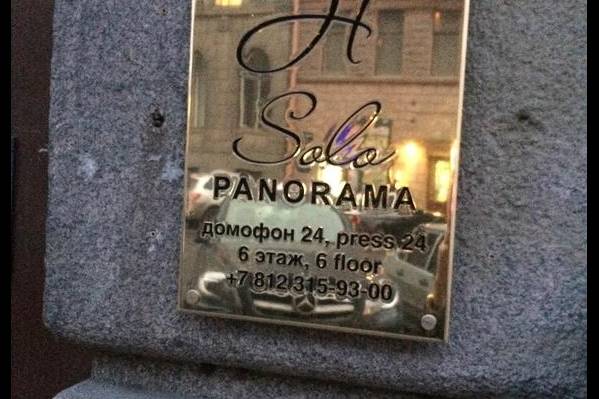 H
Solo
PANORAMA
домофон 24, press 24
6 этаж, 6 floor
+7 812 315-93-00